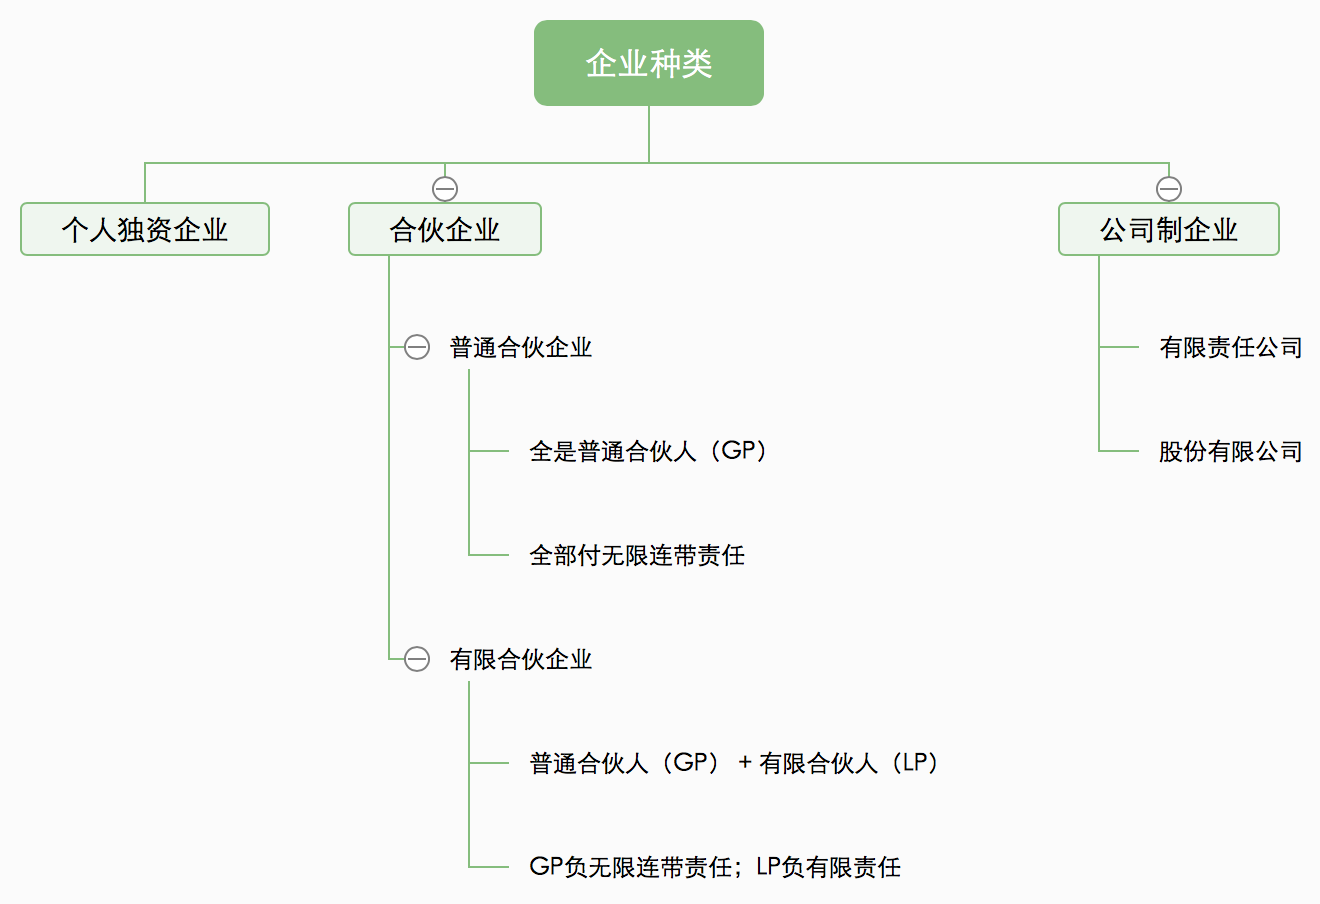 企业种类
个人独资企业
合伙企业
公司制企业
普通合伙企业
有限责任公司
全是普通合伙人（GP）
股份有限公司
全部付无限连带责任
有限合伙企业
普通合伙人（GP） + 有限合伙人（LP）
GP负无限连带责任；LP负有限责任